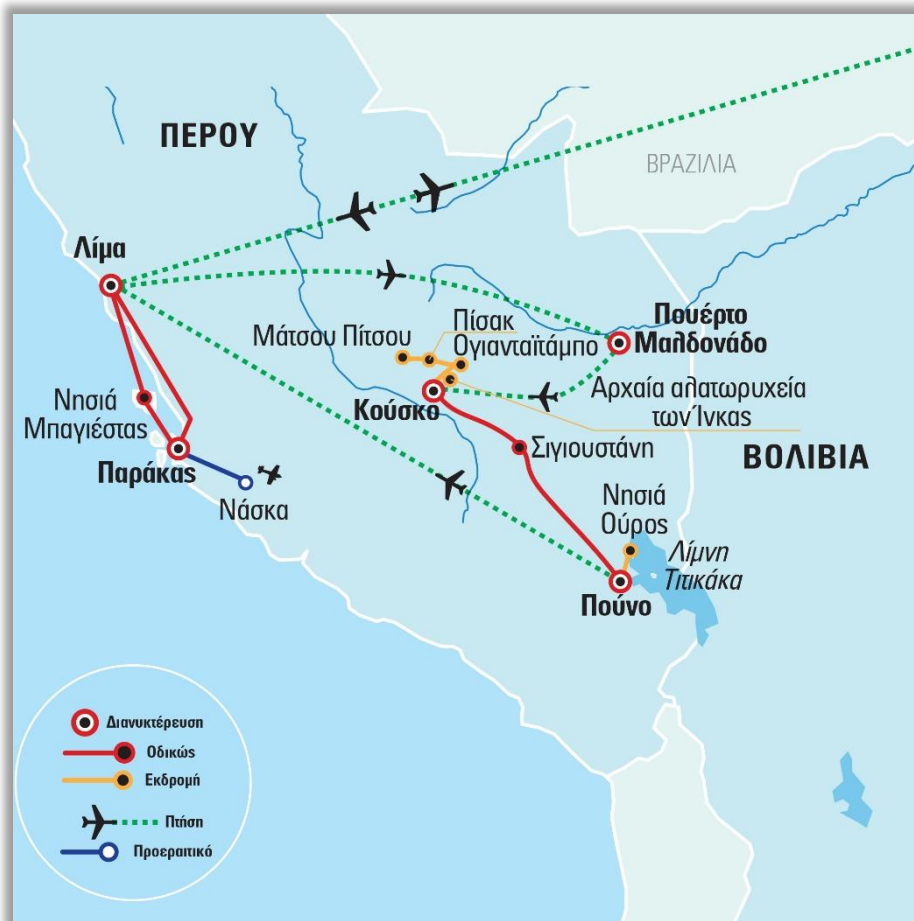 ΠΕΡΟΥ
ΒΡΑΖΙΛΙΑ
Λίμα
Μάτσου Πίτσου
Πίσακ
Ογιανταϊτάμπο
Πουέρτο
Μαλδονάδο
Νησιά
Μπαγιέστας
Κούσκο
Αρχαία αλατωρυχεία
των Ίνκας
Παράκας
Σιγιουστάνη
ΒΟΛΙΒΙΑ
Νάσκα
Νησιά
Ούρος
Λίμνη
Τιτικάκα
Πούνο
Διανυκτέρευση
Οδικώς
Εκδρομή
Πτήση
Προεραιτικό